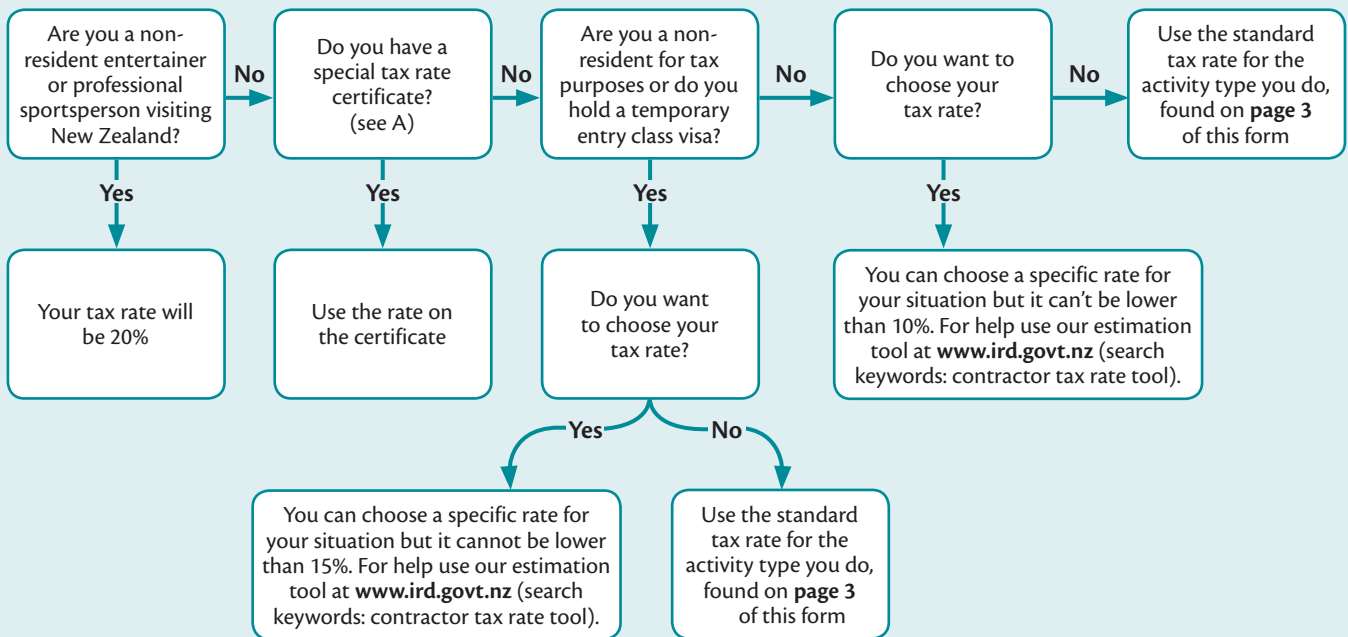 Are you a non-
resident entertainer
or professional
sportsperson visiting
New Zealand?
No
Do you have a
special tax rate
certificate?
(see A)
No
Are you a non-
resident for tax
purposes or do you
hold a temporary
entry class visa?
No
Do you want to
choose your
tax rate?
No
Use the standard
tax rate for the
activity type you do,
found on page 3
of this form
Yes
Yes
Yes
Yes
Your tax rate will
be 20%
Use the rate on
the certificate
Do you want
to choose your
tax rate?
You can choose a specific rate for
your situation but it can’t be lower
than 10%. For help use our estimation
tool at www.ird.govt.nz (search
keywords: contractor tax rate tool).
Yes
No
You can choose a specific rate for
your situation but it cannot be lower
than 15%. For help use our estimation
tool at www.ird.govt.nz (search
keywords: contractor tax rate tool).
Use the standard
tax rate for the
activity type you do,
found on page 3
of this form